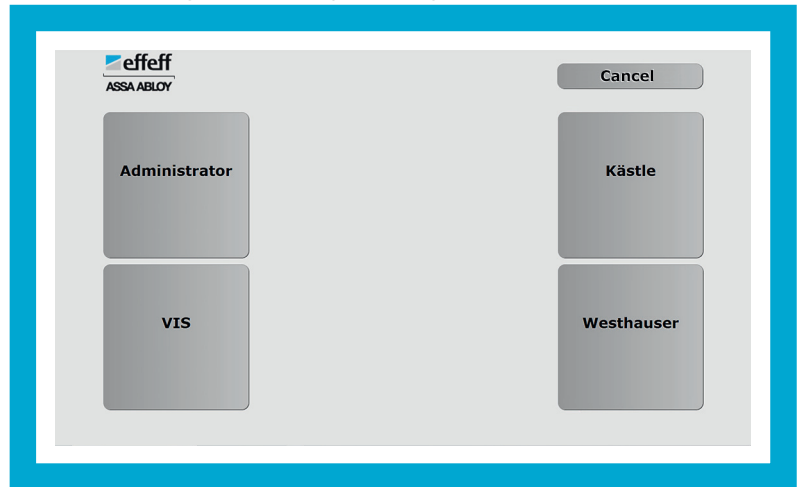 effeff
ASSA ABLOY
Cancel
Administrator
Kästle
VIS
Westhauser